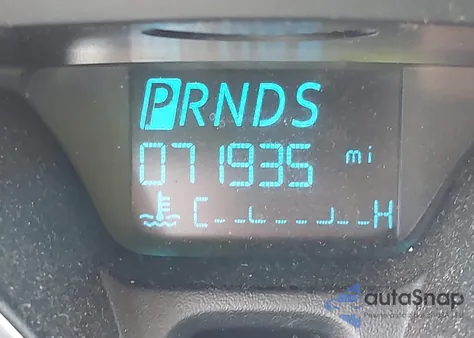 PRNDS
071935 mi
C H
autoSnap